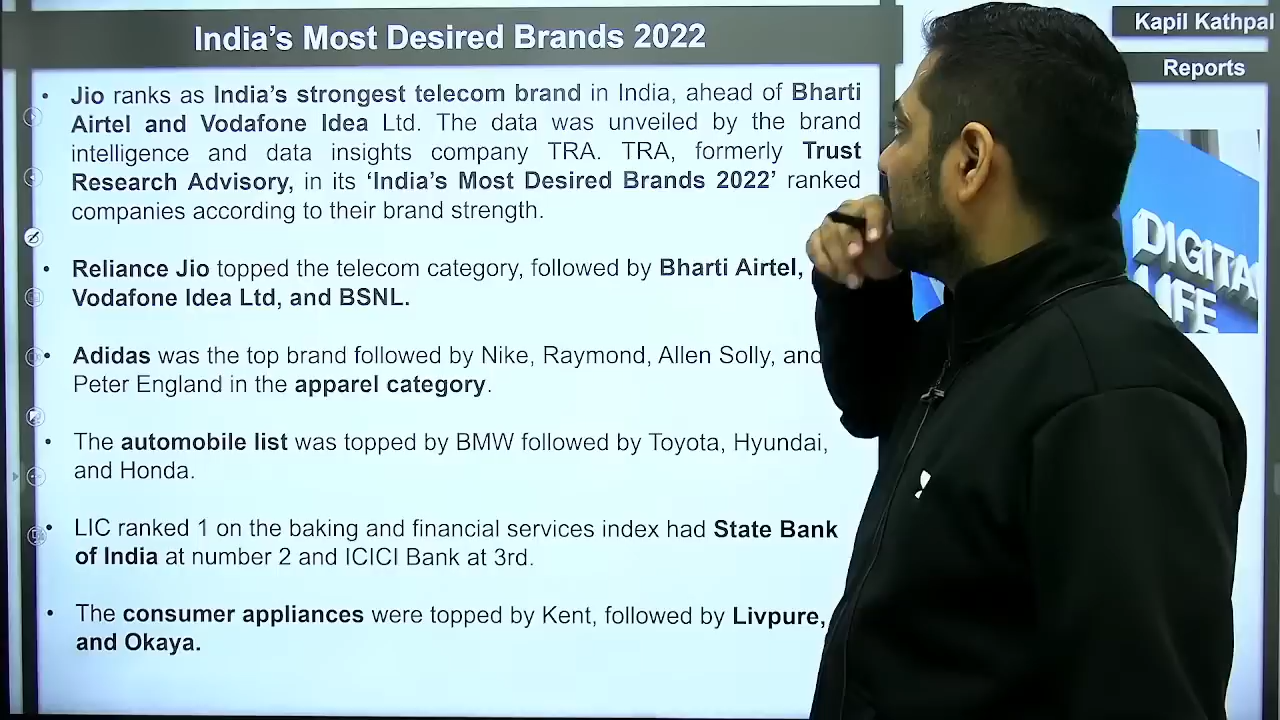 India's Most Desired Brands 2022
Kapil Kathpal
Reports
• Jio ranks as India's strongest telecom brand in India, ahead of Bharti
Airtel and Vodafone Idea Ltd. The data was unveiled by the brand
intelligence and data insights company TRA. TRA, formerly Trust
Research Advisory, in its ‘India's Most Desired Brands 2022’ ranked
companies according to their brand strength.
• Reliance Jio topped the telecom category, followed by Bharti Airtel,
Vodafone Idea Ltd, and BSNL.
• Adidas was the top brand followed by Nike, Raymond, Allen Solly, and
Peter England in the apparel category.
• The automobile list was topped by BMW followed by Toyota, Hyundai,
and Honda.
• LIC ranked 1 on the baking and financial services index had State Bank
of India at number 2 and ICICI Bank at 3rd.
• The consumer appliances were topped by Kent, followed by Livpure,
and Okaya.
DIGITA
LIFE